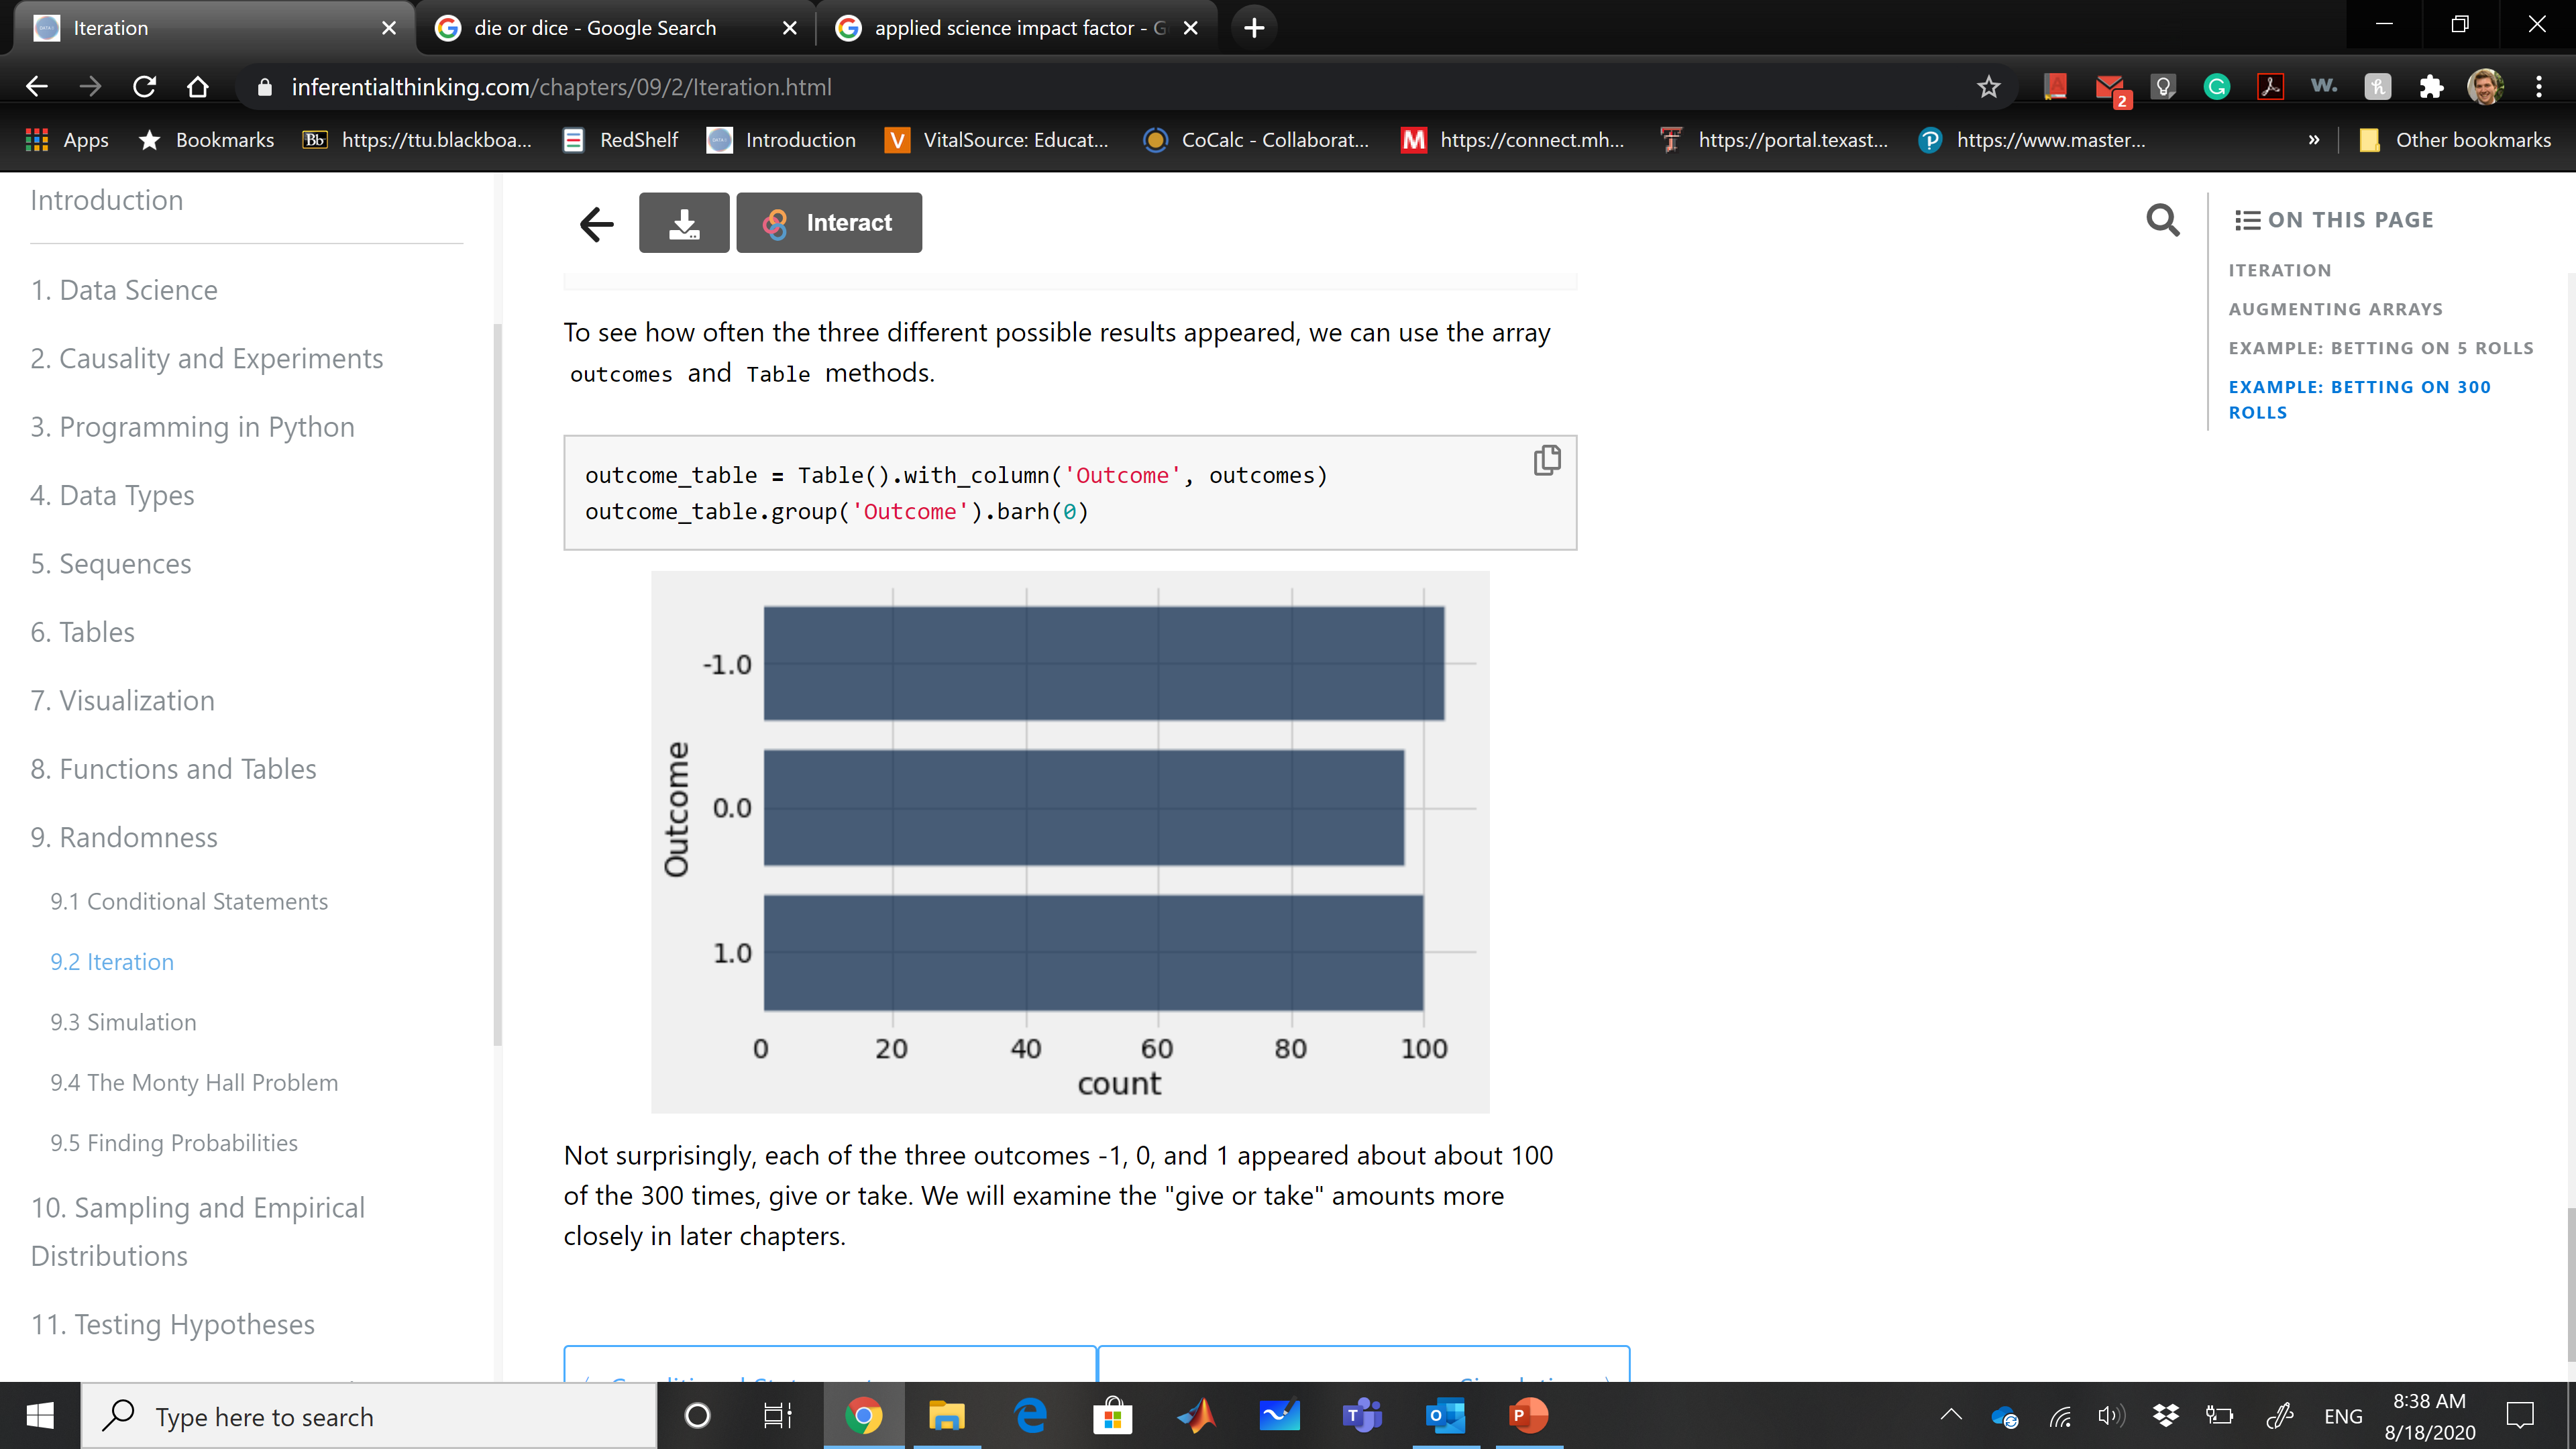 Iteration
die or dice - Google Search
applied science impact factor - G
inferentialthinking.com/chapters/09/2/Iteration.html
2
Apps
Bookmarks
Bb
https://ttu.blackboa...
RedShelf
Introduction
VitalSource: Educat...
CoCalc - Collaborat...
https://connect.mh...
https://portal.texast...
https://www.master...
»
Other bookmarks
Introduction
1. Data Science
2. Causality and Experiments
3. Programming in Python
4. Data Types
5. Sequences
6. Tables
7. Visualization
8. Functions and Tables
9. Randomness
9.1 Conditional Statements
9.2 Iteration
9.3 Simulation
9.4 The Monty Hall Problem
9.5 Finding Probabilities
10. Sampling and Empirical
Distributions
11. Testing Hypotheses
Interact
To see how often the three different possible results appeared, we can use the array
outcomes and Table methods.
outcome_table = Table().with_column('Outcome', outcomes)
outcome_table.group('Outcome').barh(0)
Outcome
-1.0
0.0
1.0
0 20 40 60 80 100
count
Not surprisingly, each of the three outcomes -1, 0, and 1 appeared about about 100
of the 300 times, give or take. We will examine the "give or take" amounts more
closely in later chapters.
ON THIS PAGE
ITERATION
AUGMENTING ARRAYS
EXAMPLE: BETTING ON 5 ROLLS
EXAMPLE: BETTING ON 300
ROLLS
Type here to search
ENG
8:38 AM
8/18/2020